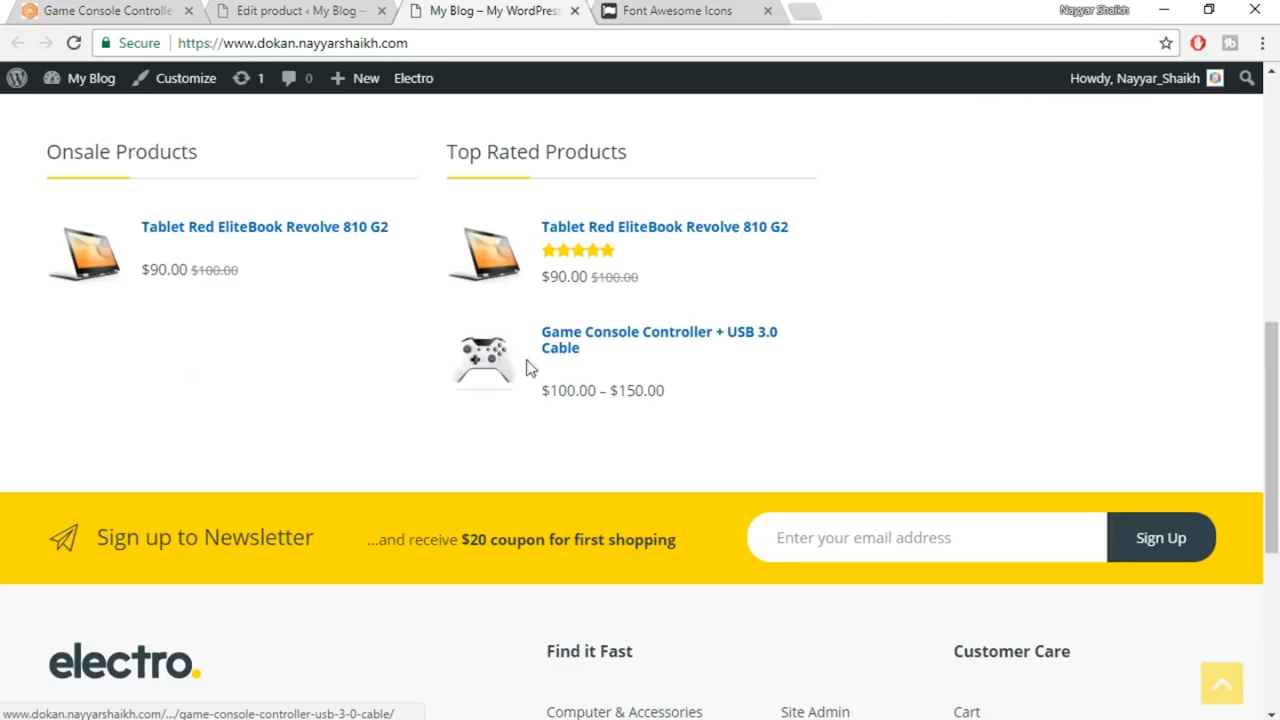 Game Console Controlle
Edit product ‹ My Blog –
My Blog – My WordPress
Font Awesome Icons
Nayyar Shaikh
Secure
https://www.dokan.nayyarshaikh.com
My Blog
Customize
1
0
New
Electro
Howdy, Nayyar_Shaikh
Onsale Products
Top Rated Products
Tablet Red EliteBook Revolve 810 G2
$90.00 $100.00
Tablet Red EliteBook Revolve 810 G2
$90.00 $100.00
Game Console Controller + USB 3.0
Cable
$100.00 – $150.00
Sign up to Newsletter
...and receive $20 coupon for first shopping
Enter your email address
Sign Up
electro.
Find it Fast
Customer Care
Computer & Accessories
Site Admin
Cart
www.dokan.nayyarshaikh.com/.../game-console-controller-usb-3-0-cable/